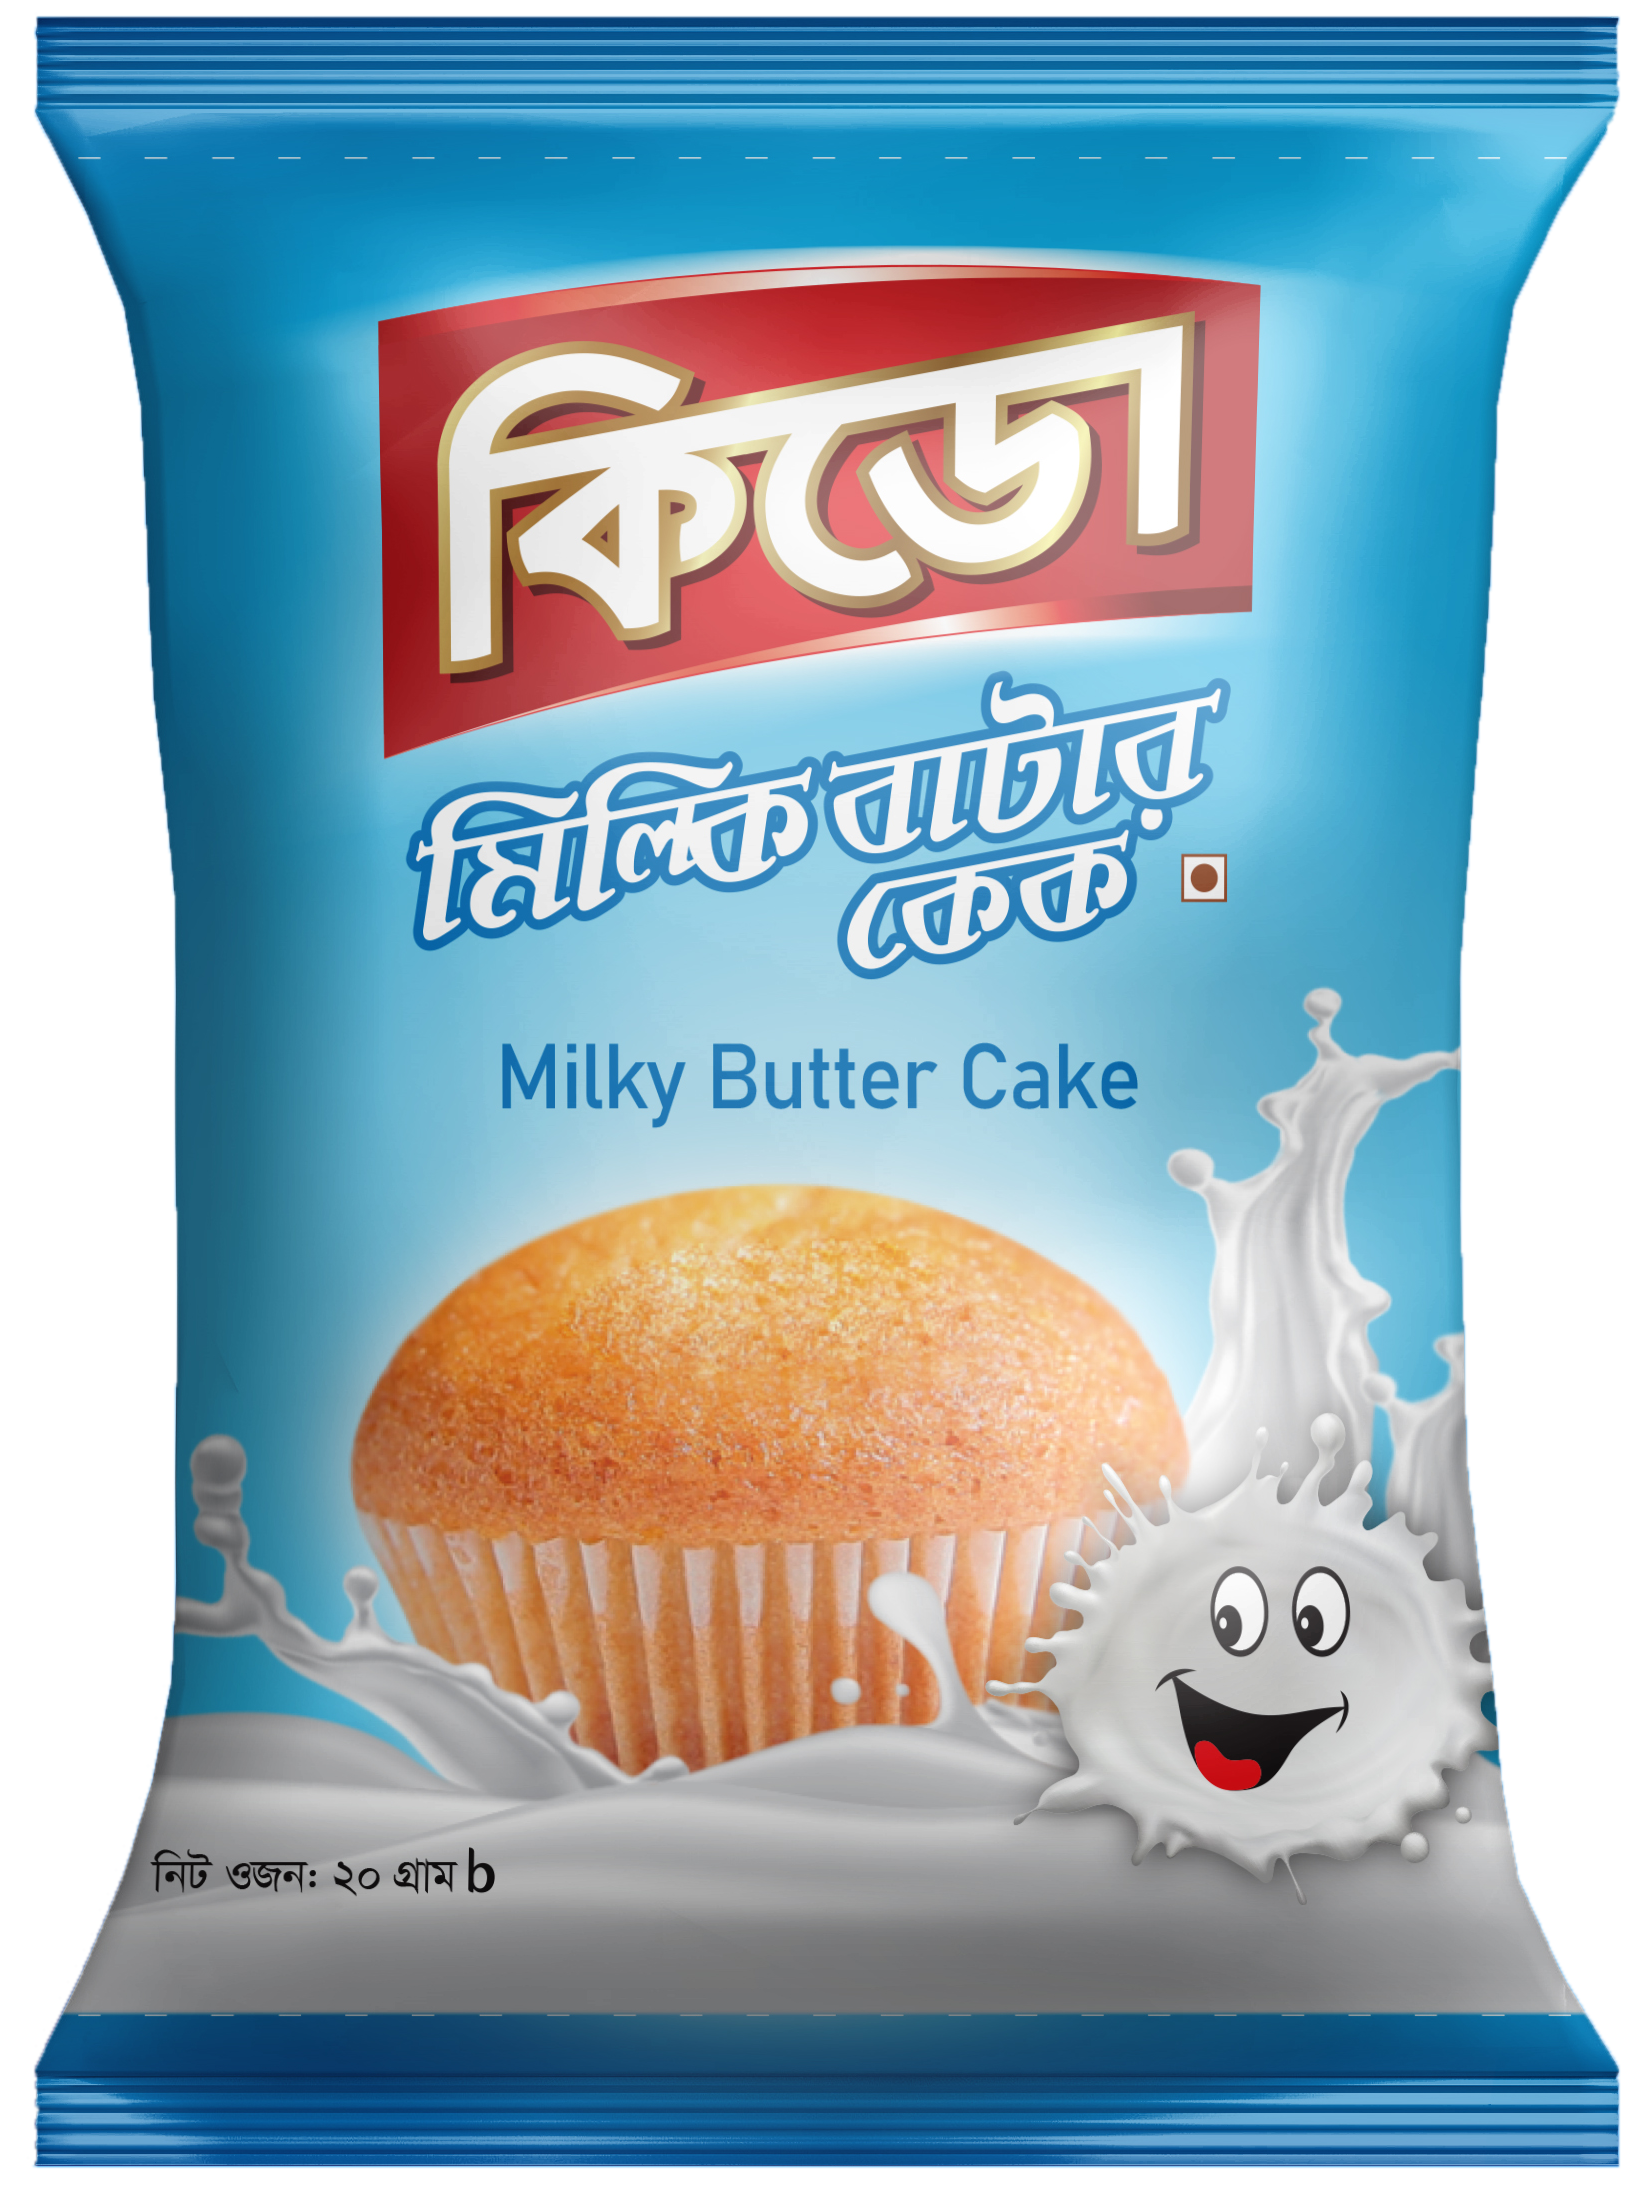 কিডো
মিল্কি বাটার
কেক
Milky Butter Cake
নিট ওজন: ২০ গ্রাম b